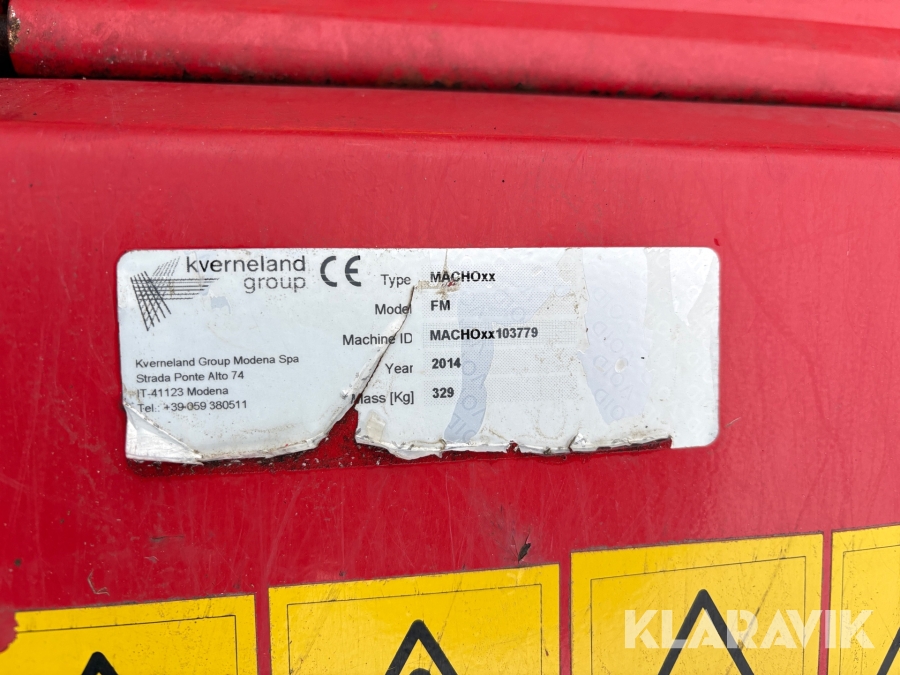 kverneland
group
CE
Kverneland Group Modena Spa
Strada Ponte Alto 74
IT-41123 Modena
Tel.: +39 059 380511
Type MACHOxx
Model FM
Machine ID MACHOxx103779
Year 2014
Mass [Kg] 329
KLARAVIK